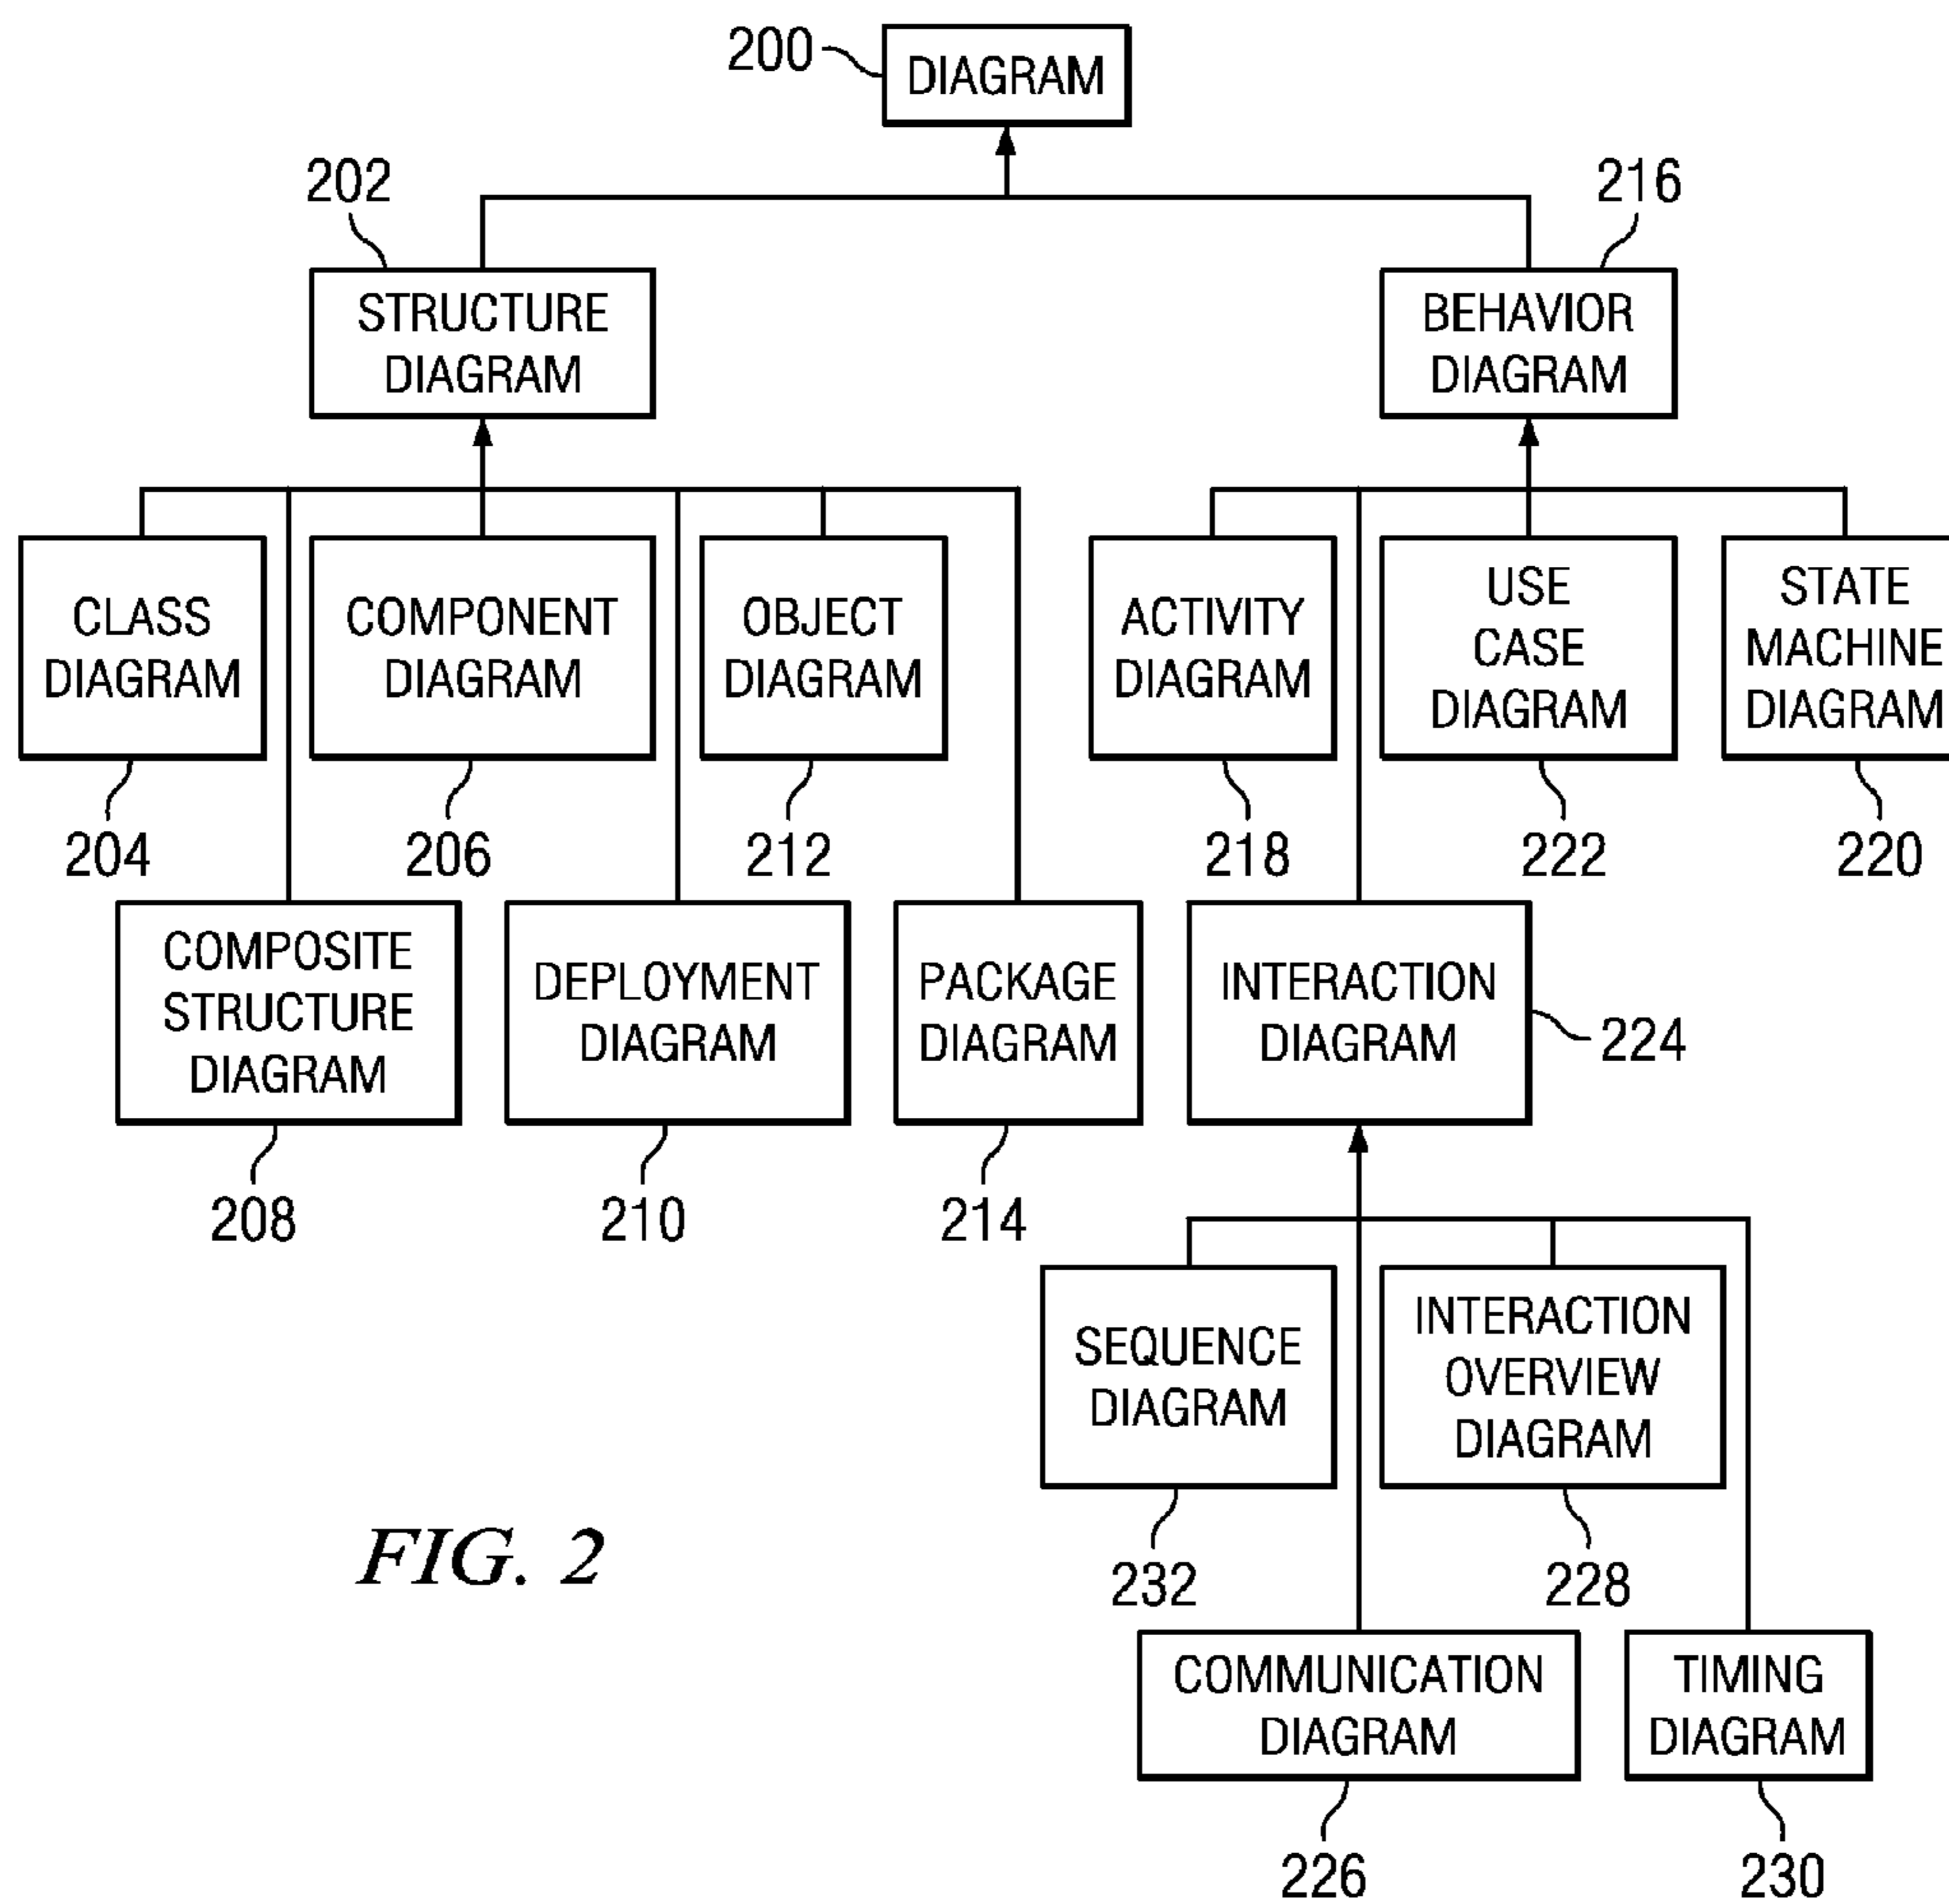 200
DIAGRAM
202
216
STRUCTURE
DIAGRAM
BEHAVIOR
DIAGRAM
CLASS
DIAGRAM
COMPONENT
DIAGRAM
OBJECT
DIAGRAM
ACTIVITY
DIAGRAM
USE
CASE
DIAGRAM
STATE
MACHINE
DIAGRAM
204
206
212
218
222
220
COMPOSITE
STRUCTURE
DIAGRAM
DEPLOYMENT
DIAGRAM
PACKAGE
DIAGRAM
INTERACTION
DIAGRAM
224
208
210
214
SEQUENCE
DIAGRAM
INTERACTION
OVERVIEW
DIAGRAM
FIG. 2
232
228
COMMUNICATION
DIAGRAM
TIMING
DIAGRAM
226
230